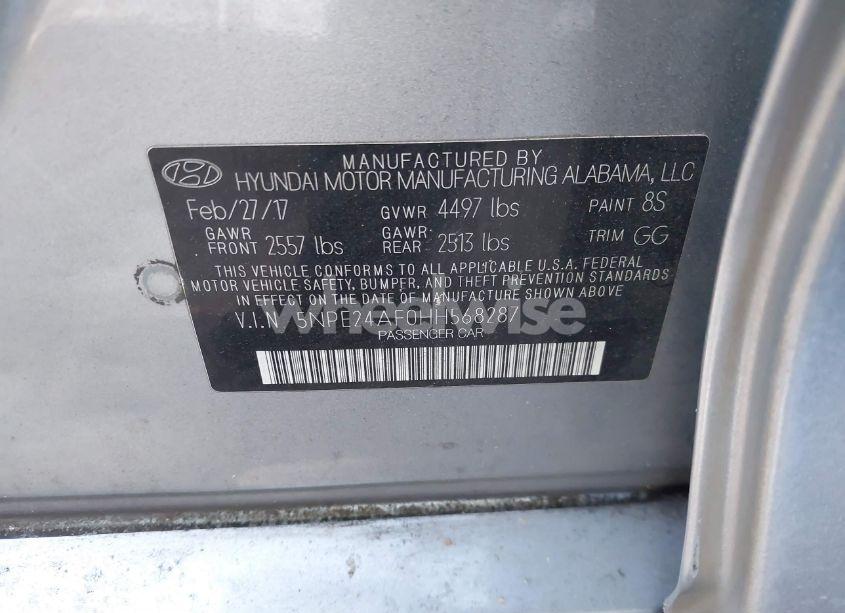 MANUFACTURED BY
HYUNDAI MOTOR MANUFACTURING ALABAMA, LLC
Feb/27/17 GVWR 4497 lbs PAINT 8S
GAWR FRONT 2557 lbs GAWR REAR 2513 lbs TRIM GG
THIS VEHICLE CONFORMS TO ALL APPLICABLE U.S.A. FEDERAL
MOTOR VEHICLE SAFETY, BUMPER, AND THEFT PREVENTION STANDARDS
IN EFFECT ON THE DATE OF MANUFACTURE SHOWN ABOVE
V.I.N 5NPE24AF0HH568287
wheelwise
PASSENGER CAR